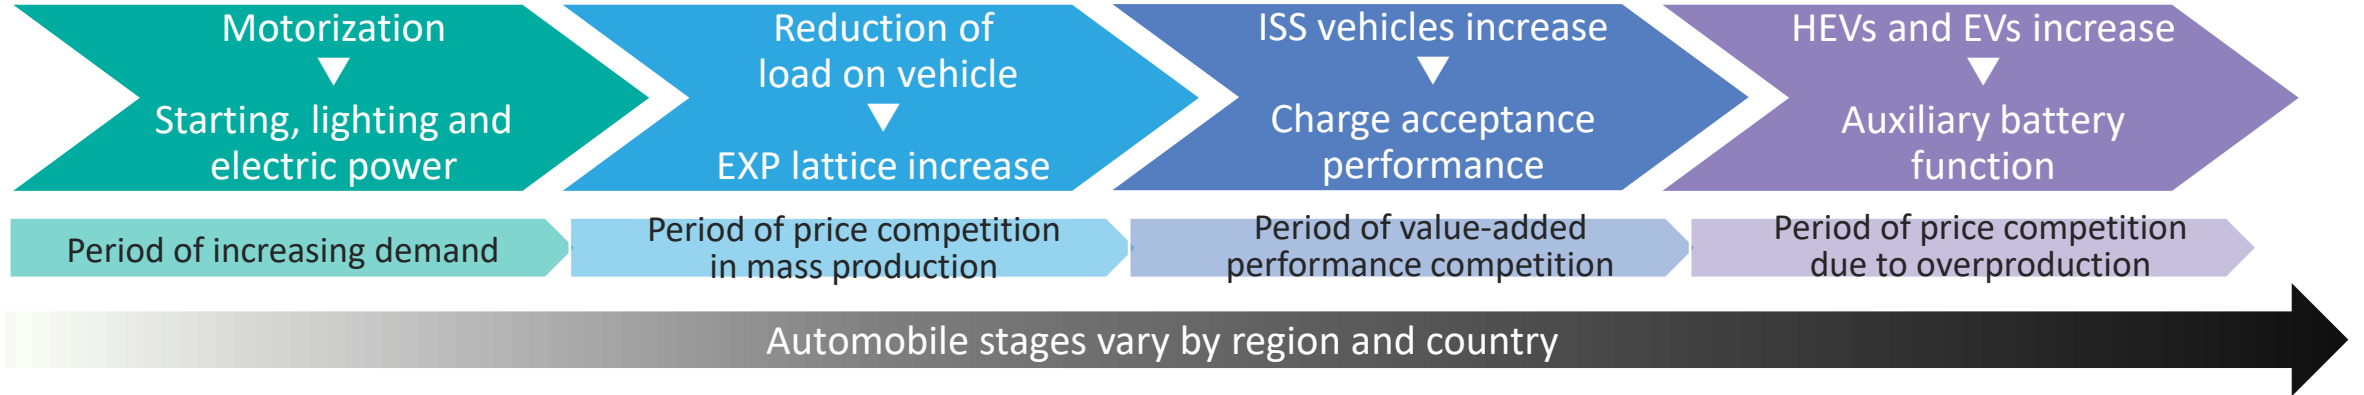 Motorization
Starting, lighting and
electric power
Reduction of
load on vehicle
EXP lattice increase
ISS vehicles increase
Charge acceptance
performance
HEVs and EVs increase
Auxiliary battery
function
Period of increasing demand
Period of price competition
in mass production
Period of value-added
performance competition
Period of price competition
due to overproduction
Automobile stages vary by region and country